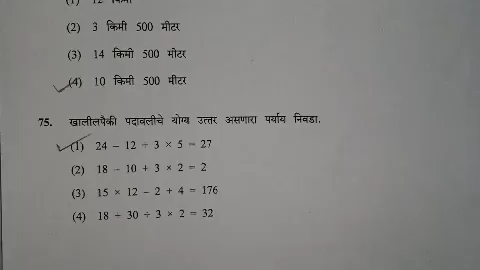 (1) 12 किमी
(2) 3 किमी 500 मीटर
(3) 14 किमी 500 मीटर
(4) 10 किमी 500 मीटर
75. खालीलपैकी पदावलीचे योग्य उत्तर असणारा पर्याय निवडा.
(1) 24 − 12 ÷ 3 × 5 = 27
(2) 18 − 10 + 3 × 2 = 2
(3) 15 × 12 − 2 + 4 = 176
(4) 18 ÷ 30 ÷ 3 × 2 = 32